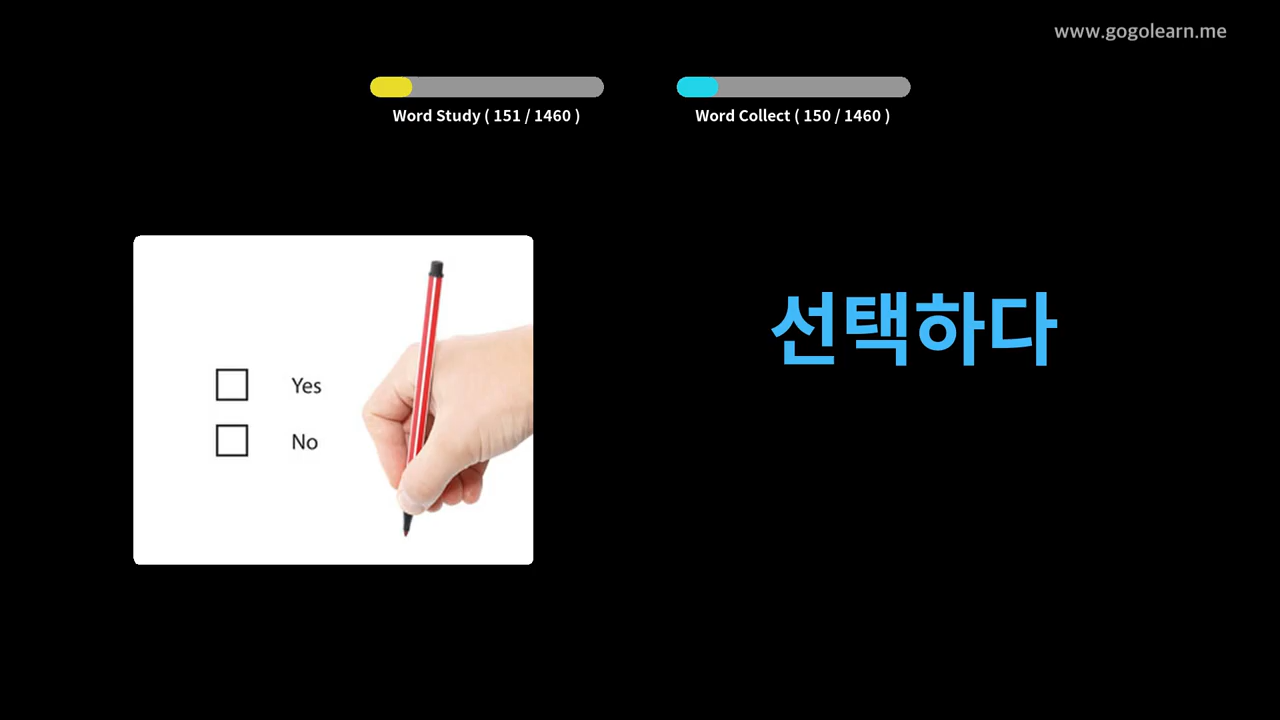 www.gogolearn.me
Word Study ( 151 / 1460 )
Word Collect ( 150 / 1460 )
Yes
No
선택하다